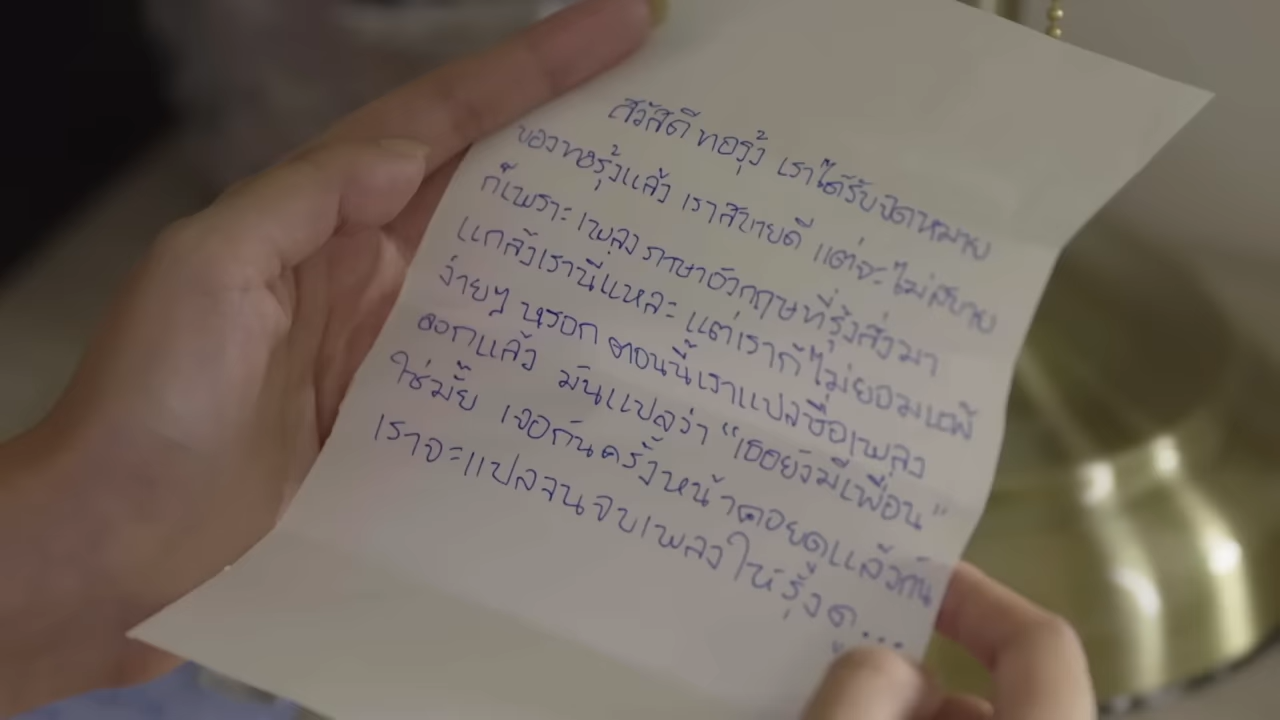 สวัสดี ทอรุ้ง เราได้รับจดหมาย
ของทอรุ้งแล้ว เราสบายดี แต่จะไม่สบาย
ก็เพราะ เพลงภาษาอังกฤษที่รุ้งส่งมา
แกล้งเรานี่แหละ แต่เราก็ไม่ยอมแพ้
ง่ายๆ หรอก ตอนนี้เราแปลชื่อเพลง
ออกแล้ว มันแปลว่า “เธอยังมีเพื่อน”
ใช่มั้ย เจอกันครั้งหน้าคอยดูแล้วกัน
เราจะแปลจนจบเพลงให้รุ้งดู...